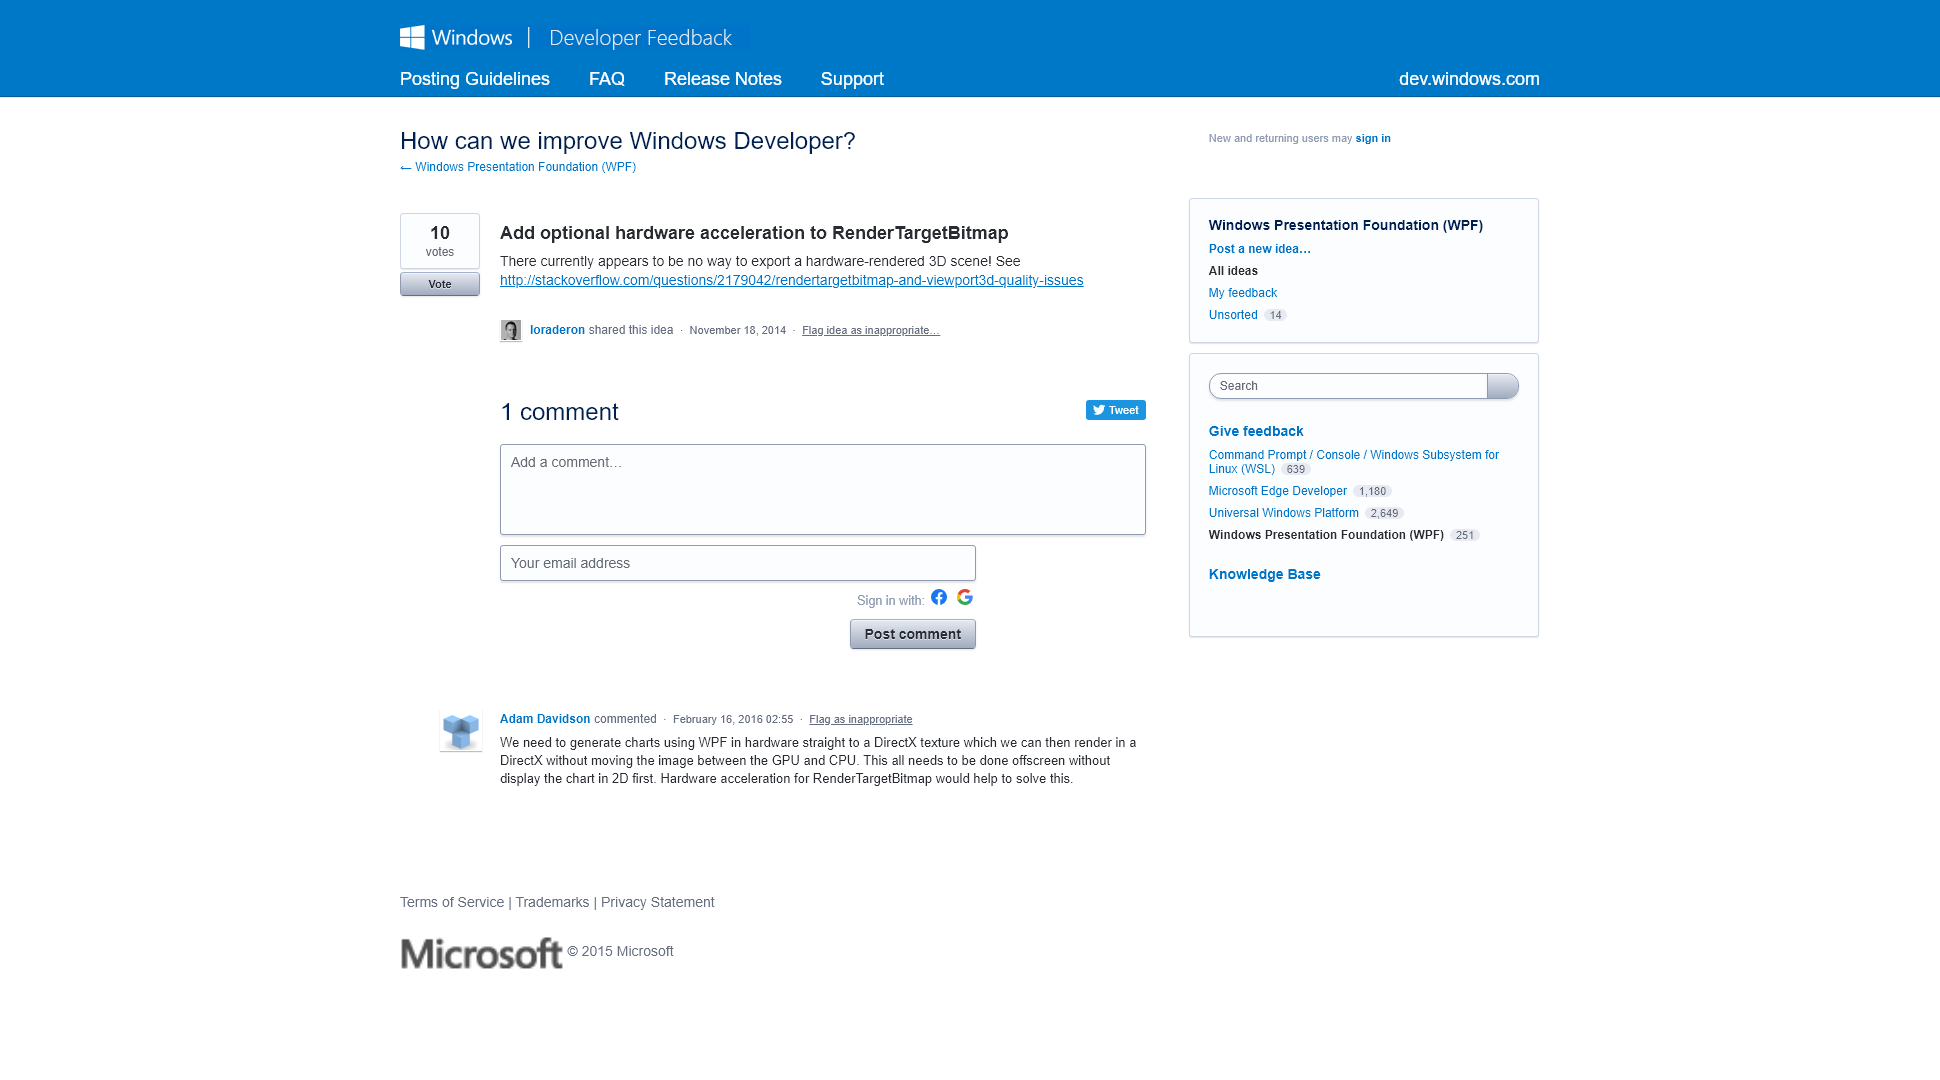 Windows | Developer Feedback
Posting Guidelines FAQ Release Notes Support dev.windows.com
How can we improve Windows Developer?
← Windows Presentation Foundation (WPF)
New and returning users may sign in
10
votes
Vote
Add optional hardware acceleration to RenderTargetBitmap
There currently appears to be no way to export a hardware-rendered 3D scene! See
http://stackoverflow.com/questions/2179042/rendertargetbitmap-and-viewport3d-quality-issues
loraderon shared this idea · November 18, 2014 · Flag idea as inappropriate…
1 comment
Tweet
Add a comment…
Your email address
Sign in with:
Post comment
Adam Davidson commented · February 16, 2016 02:55 · Flag as inappropriate
We need to generate charts using WPF in hardware straight to a DirectX texture which we can then render in a
DirectX without moving the image between the GPU and CPU. This all needs to be done offscreen without
display the chart in 2D first. Hardware acceleration for RenderTargetBitmap would help to solve this.
Windows Presentation Foundation (WPF)
Post a new idea…
All ideas
My feedback
Unsorted 14
Search
Give feedback
Command Prompt / Console / Windows Subsystem for
Linux (WSL) 639
Microsoft Edge Developer 1,180
Universal Windows Platform 2,649
Windows Presentation Foundation (WPF) 251
Knowledge Base
Terms of Service | Trademarks | Privacy Statement
Microsoft © 2015 Microsoft